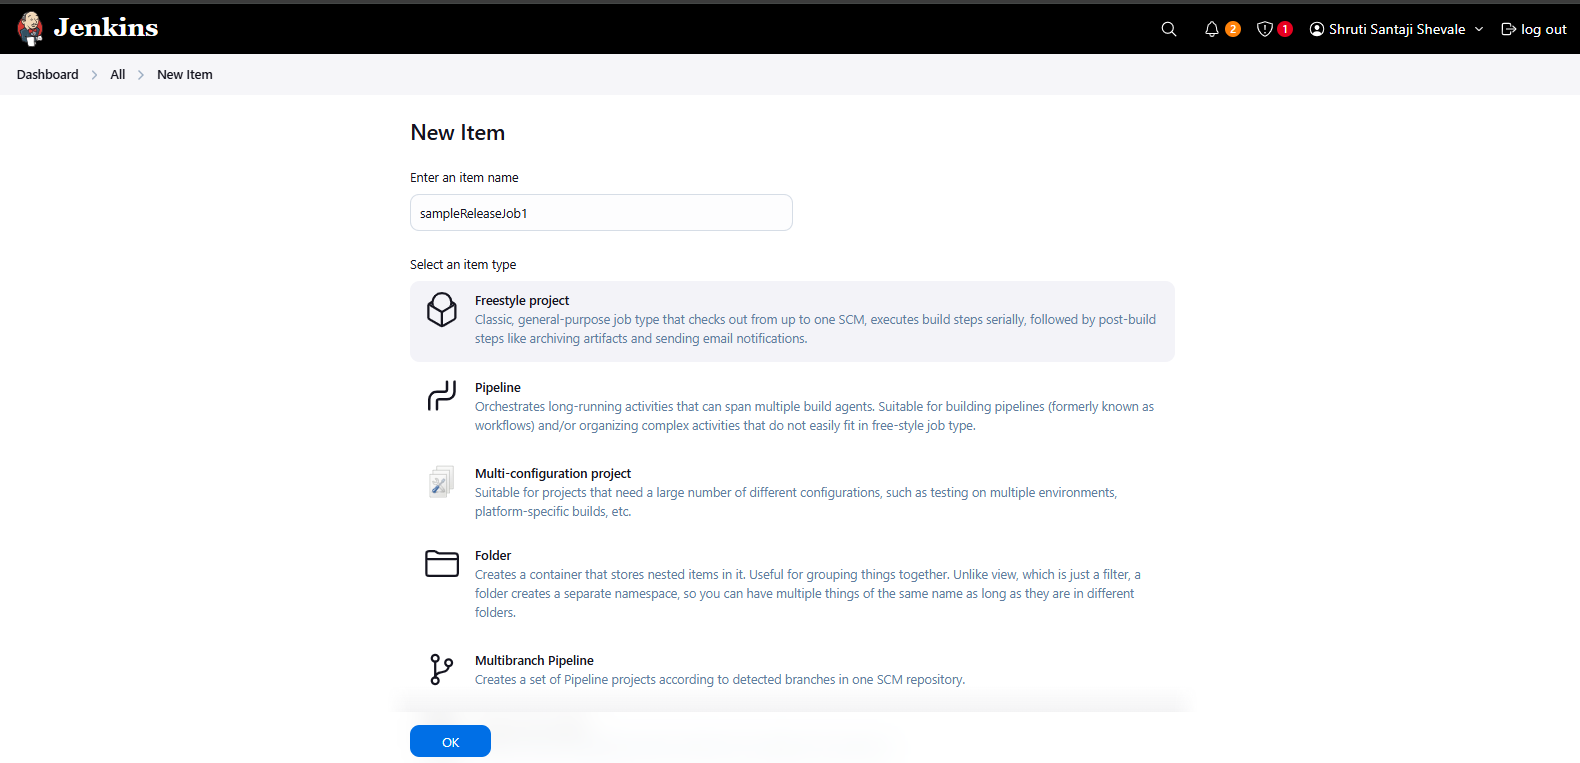 Jenkins
2 1 Shruti Santaji Shevale log out
Dashboard All New Item
New Item
Enter an item name
sampleReleaseJob1
Select an item type
Freestyle project
Classic, general-purpose job type that checks out from up to one SCM, executes build steps serially, followed by post-build
steps like archiving artifacts and sending email notifications.
Pipeline
Orchestrates long-running activities that can span multiple build agents. Suitable for building pipelines (formerly known as
workflows) and/or organizing complex activities that do not easily fit in free-style job type.
Multi-configuration project
Suitable for projects that need a large number of different configurations, such as testing on multiple environments,
platform-specific builds, etc.
Folder
Creates a container that stores nested items in it. Useful for grouping things together. Unlike view, which is just a filter, a
folder creates a separate namespace, so you can have multiple things of the same name as long as they are in different
folders.
Multibranch Pipeline
Creates a set of Pipeline projects according to detected branches in one SCM repository.
OK